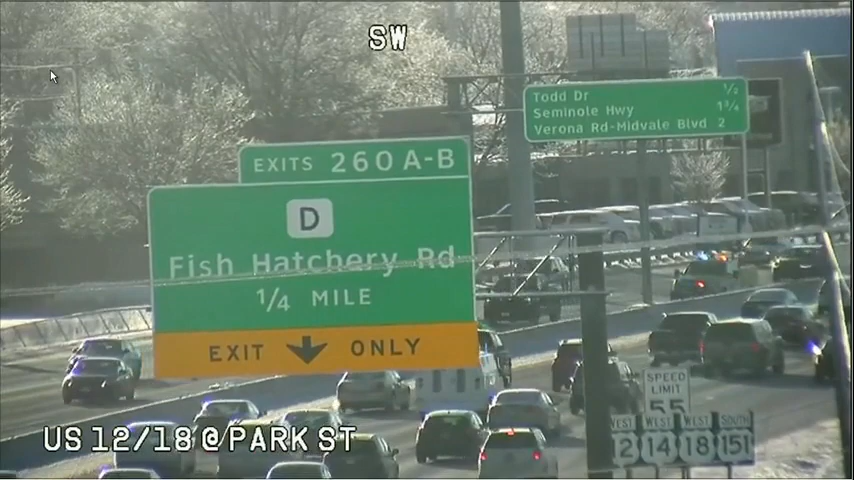 SW
Todd Dr ½
Seminole Hwy 1¾
Verona Rd-Midvale Blvd 2
EXITS 260 A-B
D
Fish Hatchery Rd
¼ MILE
EXIT ONLY
SPEED
LIMIT
55
WEST WEST WEST SOUTH
12 14 18 151
US 12/18 @ PARK ST